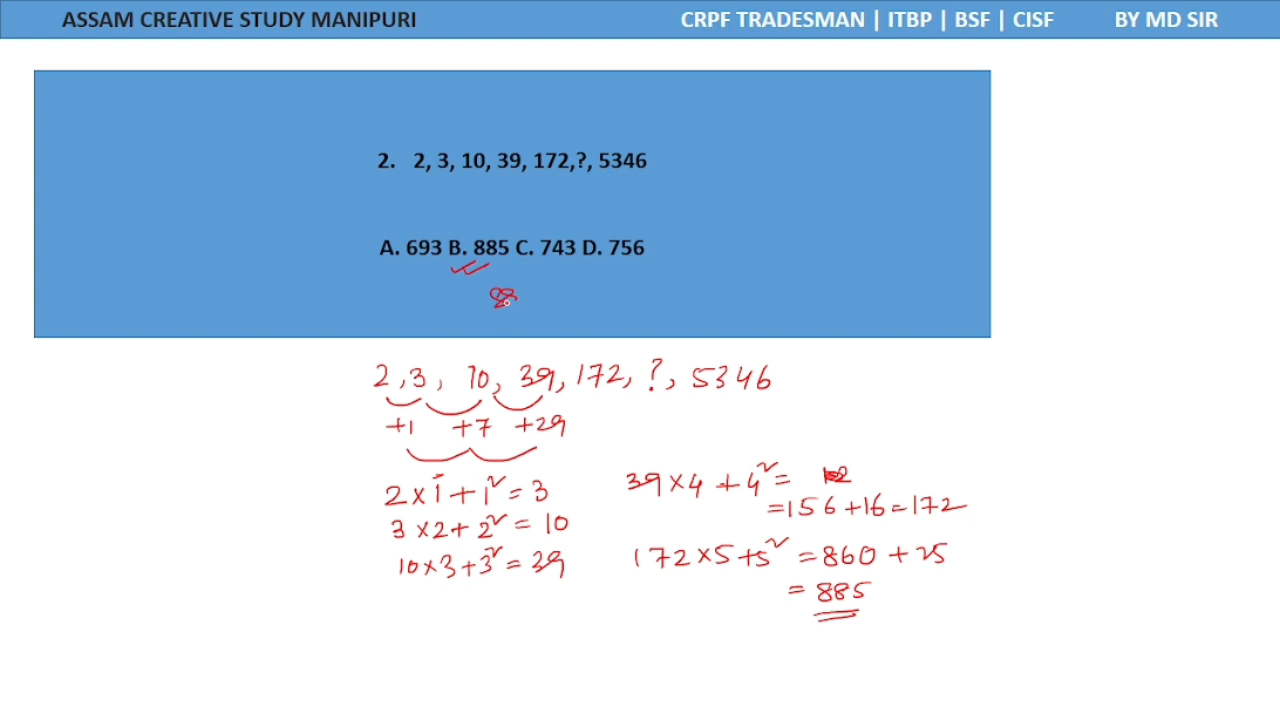 ASSAM CREATIVE STUDY MANIPURI
CRPF TRADESMAN | ITBP | BSF | CISF BY MD SIR
2. 2, 3, 10, 39, 172,?, 5346
A. 693 B. 885 C. 743 D. 756
2,3, 10, 39, 172, ?, 5346
+1 +7 +29
2×1+1²=3
3×2+2²=10
10×3+3²=39
39×4+4²=
=156+16=172
172×5+5²=860+25
=885